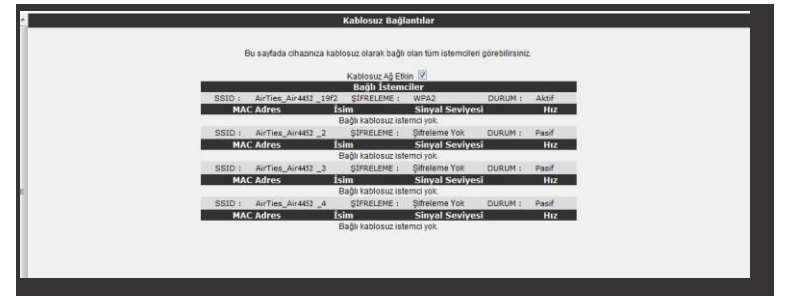 Kablosuz Bağlantılar
Bu sayfada cihazınıza kablosuz olarak bağlı olan tüm istemcileri görebilirsiniz.
Kablosuz Ağ Etkin
Bağlı İstemciler
SSID : AirTies_Air4452 _19f2 ŞİFRELEME : WPA2 DURUM : Aktif
MAC Adres İsim Sinyal Seviyesi Hız
Bağlı kablosuz istemci yok.
SSID : AirTies_Air4452 _2 ŞİFRELEME : Şifreleme Yok DURUM : Pasif
MAC Adres İsim Sinyal Seviyesi Hız
Bağlı kablosuz istemci yok.
SSID : AirTies_Air4452 _3 ŞİFRELEME : Şifreleme Yok DURUM : Pasif
MAC Adres İsim Sinyal Seviyesi Hız
Bağlı kablosuz istemci yok.
SSID : AirTies_Air4452 _4 ŞİFRELEME : Şifreleme Yok DURUM : Pasif
MAC Adres İsim Sinyal Seviyesi Hız
Bağlı kablosuz istemci yok.